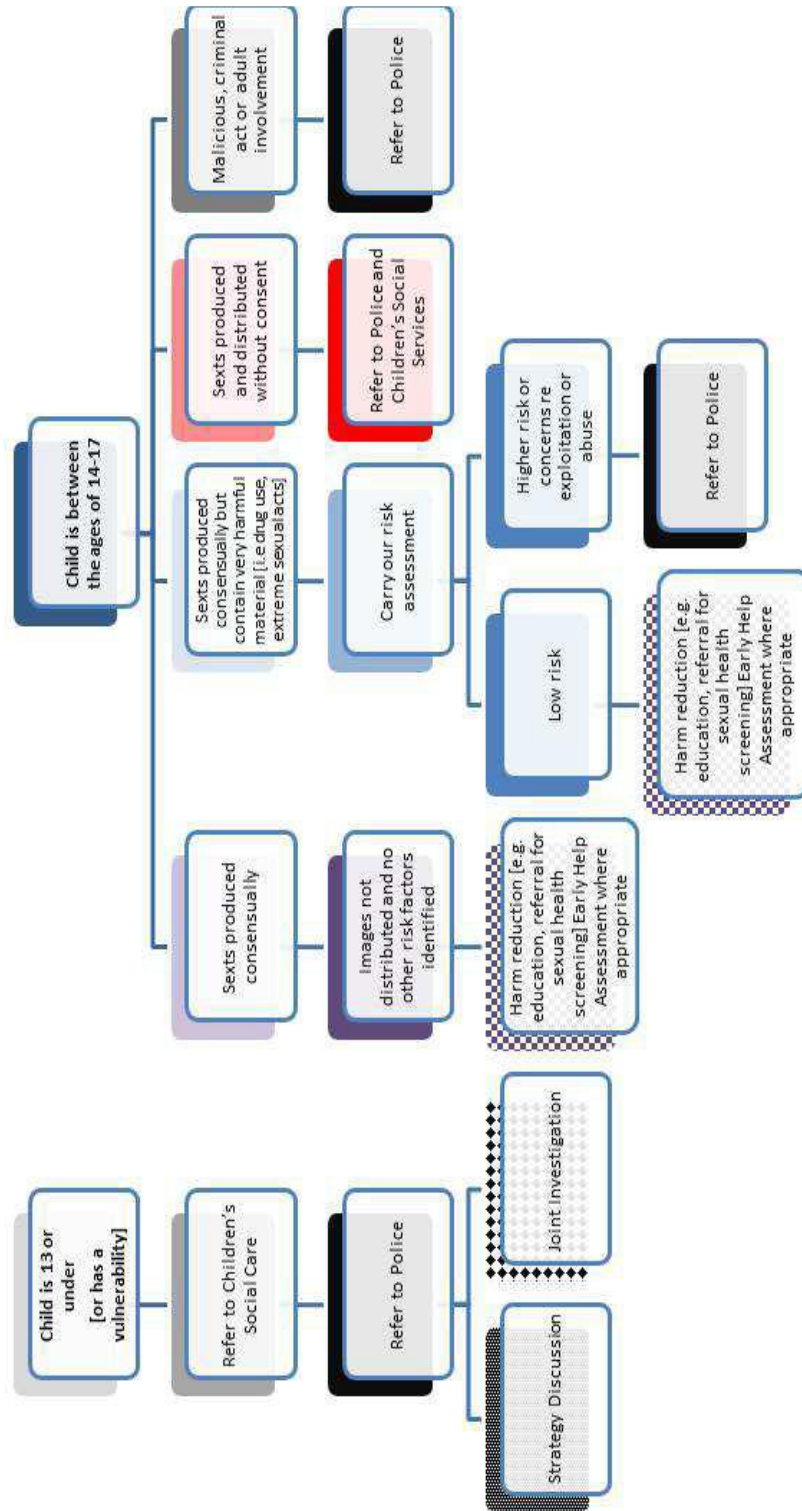 Child is 13 or
under
[or has a
vulnerability]
Refer to Children's
Social Care
Refer to Police
Strategy Discussion
Joint Investigation
Child is between
the ages of 14-17
Sexts produced
consensually
Images not
distributed and no
other risk factors
identified
Harm reduction [e.g.
education, referral for
sexual health
screening] Early Help
Assessment where
appropriate
Sexts produced
consensually but
contain very harmful
material [i.e drug use,
extreme sexual acts]
Carry our risk
assessment
Low risk
Harm reduction [e.g.
education, referral for
sexual health
screening] Early Help
Assessment where
appropriate
Higher risk or
concerns re
exploitation or
abuse
Refer to Police
Sexts produced
and distributed
without consent
Refer to Police and
Children's Social
Services
Malicious, criminal
act or adult
involvement
Refer to Police